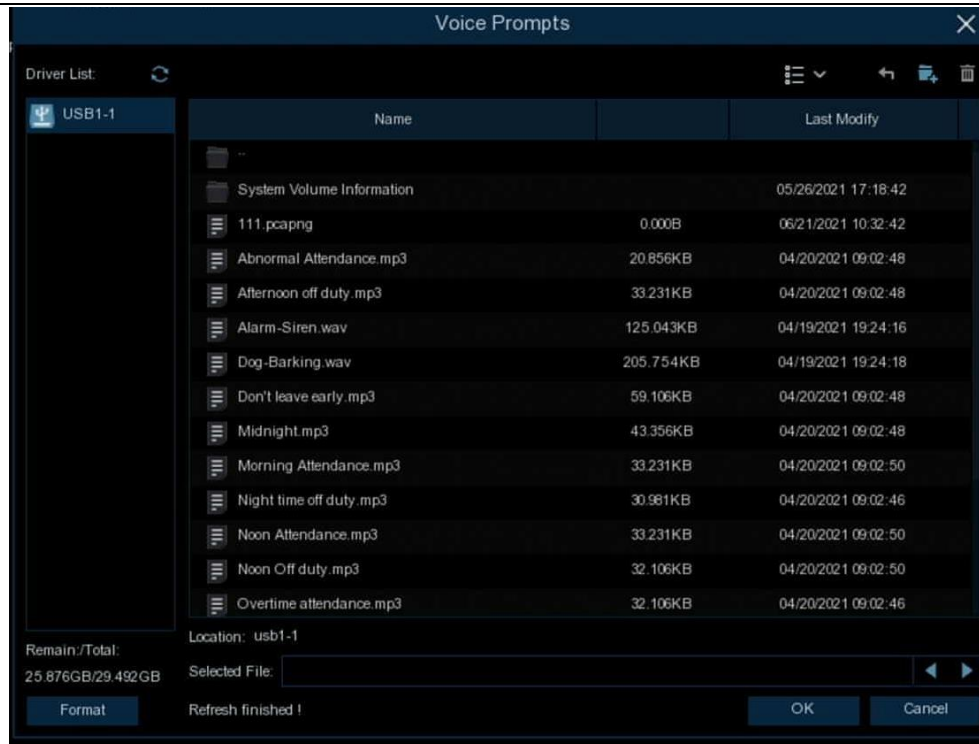 Voice Prompts
Driver List:
USB1-1
Name Last Modify
..
System Volume Information 05/26/2021 17:18:42
111.pcapng 0.000B 06/21/2021 10:32:42
Abnormal Attendance.mp3 20.856KB 04/20/2021 09:02:48
Afternoon off duty.mp3 33.231KB 04/20/2021 09:02:48
Alarm-Siren.wav 125.043KB 04/19/2021 19:24:16
Dog-Barking.wav 205.754KB 04/19/2021 19:24:18
Don't leave early.mp3 59.106KB 04/20/2021 09:02:48
Midnight.mp3 43.356KB 04/20/2021 09:02:48
Morning Attendance.mp3 33.231KB 04/20/2021 09:02:50
Night time off duty.mp3 30.981KB 04/20/2021 09:02:46
Noon Attendance.mp3 33.231KB 04/20/2021 09:02:50
Noon Off duty.mp3 32.106KB 04/20/2021 09:02:50
Overtime attendance.mp3 32.106KB 04/20/2021 09:02:46
Location: usb1-1
Remain:/Total:
25.876GB/29.492GB
Selected File:
Format
Refresh finished !
OK
Cancel